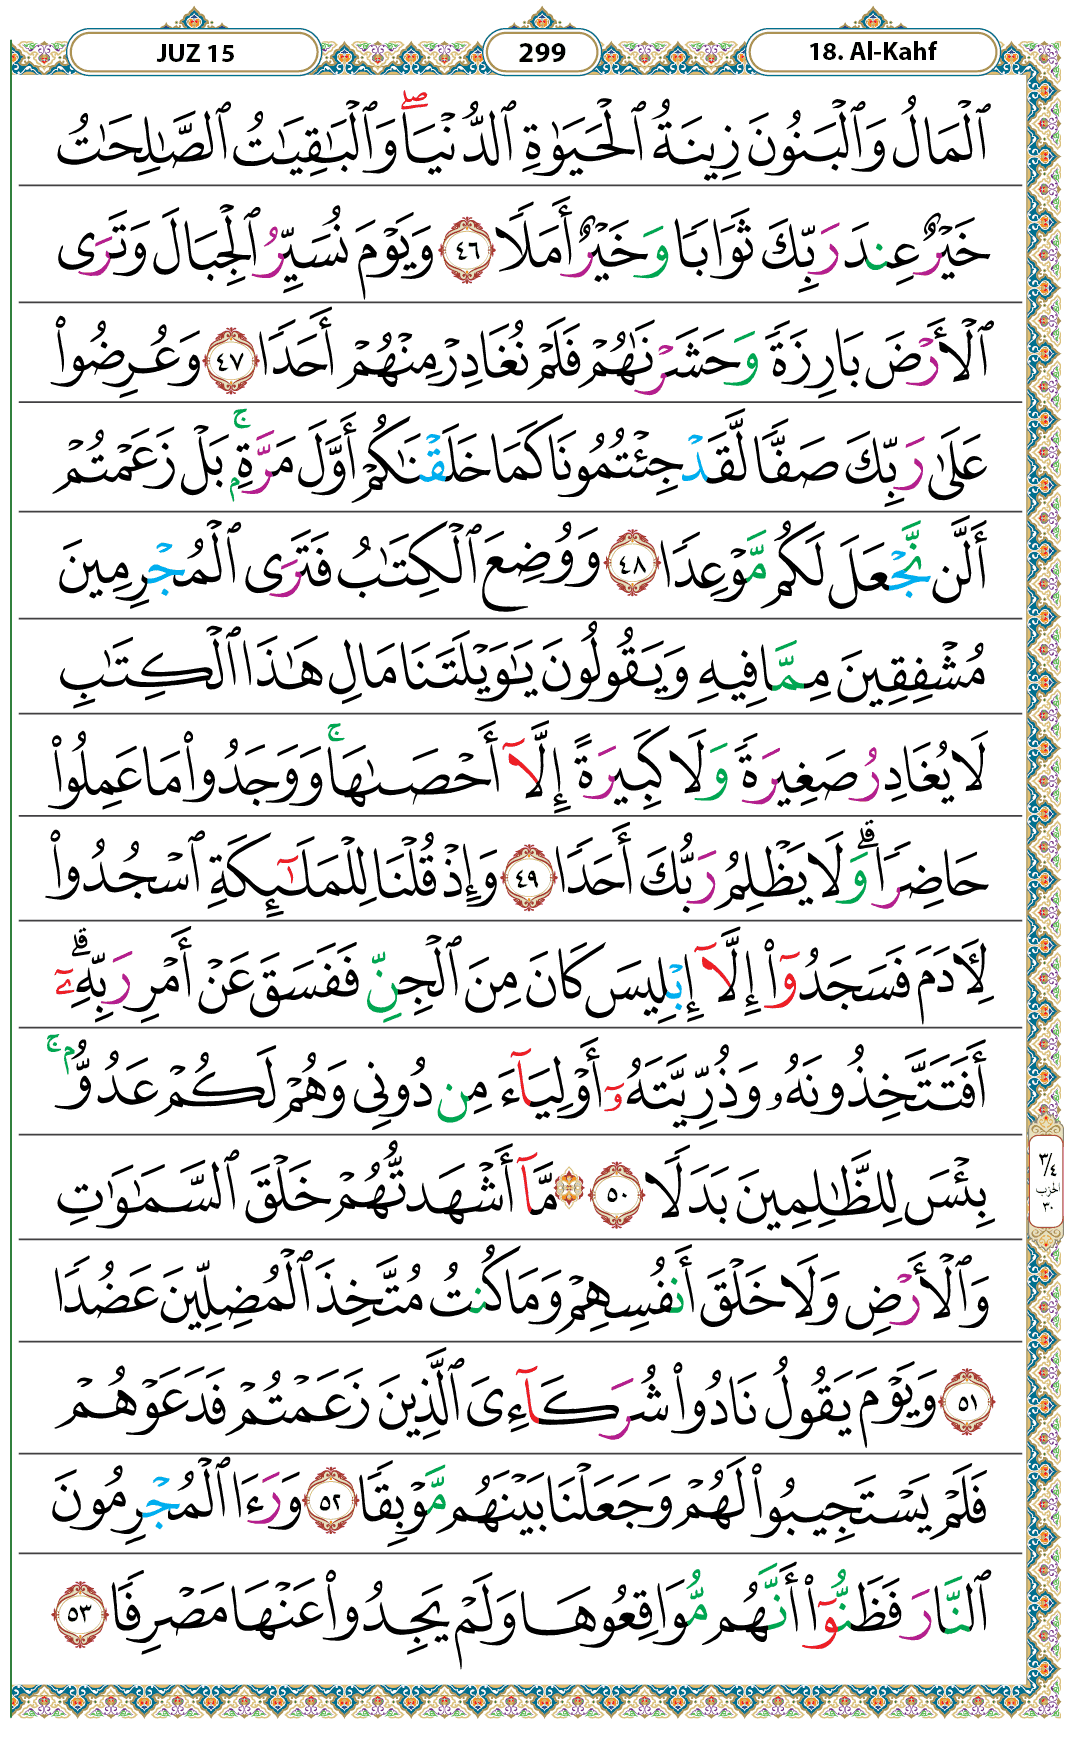 JUZ 15
299
18. Al-Kahf
ٱلْمَالُ وَٱلْبَنُونَ زِينَةُ ٱلْحَيَوٰةِ ٱلدُّنْيَاۖ وَٱلْبَٰقِيَٰتُ ٱلصَّٰلِحَٰتُ
خَيْرٌ عِندَ رَبِّكَ ثَوَابًا وَخَيْرٌ أَمَلًا ٤٦ وَيَوْمَ نُسَيِّرُ ٱلْجِبَالَ وَتَرَى
ٱلْأَرْضَ بَارِزَةً وَحَشَرْنَٰهُمْ فَلَمْ نُغَادِرْ مِنْهُمْ أَحَدًا ٤٧ وَعُرِضُوا۟
عَلَىٰ رَبِّكَ صَفًّا لَّقَدْ جِئْتُمُونَا كَمَا خَلَقْنَٰكُمْ أَوَّلَ مَرَّةٍۭۚ بَلْ زَعَمْتُمْ
أَلَّن نَّجْعَلَ لَكُم مَّوْعِدًا ٤٨ وَوُضِعَ ٱلْكِتَٰبُ فَتَرَى ٱلْمُجْرِمِينَ
مُشْفِقِينَ مِمَّا فِيهِ وَيَقُولُونَ يَٰوَيْلَتَنَا مَالِ هَٰذَا ٱلْكِتَٰبِ
لَا يُغَادِرُ صَغِيرَةً وَلَا كَبِيرَةً إِلَّآ أَحْصَىٰهَاۚ وَوَجَدُوا۟ مَا عَمِلُوا۟
حَاضِرًاۗ وَلَا يَظْلِمُ رَبُّكَ أَحَدًا ٤٩ وَإِذْ قُلْنَا لِلْمَلَٰٓئِكَةِ ٱسْجُدُوا۟
لِءَادَمَ فَسَجَدُوٓا۟ إِلَّآ إِبْلِيسَ كَانَ مِنَ ٱلْجِنِّ فَفَسَقَ عَنْ أَمْرِ رَبِّهِۦٓۗ
أَفَتَتَّخِذُونَهُۥ وَذُرِّيَّتَهُۥٓ أَوْلِيَآءَ مِن دُونِى وَهُمْ لَكُمْ عَدُوٌّۢۚ
بِئْسَ لِلظَّٰلِمِينَ بَدَلًا ٥٠ ۞ مَّآ أَشْهَدتُّهُمْ خَلْقَ ٱلسَّمَٰوَٰتِ
٣/٤
الحزب
٣٠
وَٱلْأَرْضِ وَلَا خَلْقَ أَنفُسِهِمْ وَمَا كُنتُ مُتَّخِذَ ٱلْمُضِلِّينَ عَضُدًا
٥١ وَيَوْمَ يَقُولُ نَادُوا۟ شُرَكَآءِىَ ٱلَّذِينَ زَعَمْتُمْ فَدَعَوْهُمْ
فَلَمْ يَسْتَجِيبُوا۟ لَهُمْ وَجَعَلْنَا بَيْنَهُم مَّوْبِقًا ٥٢ وَرَءَا ٱلْمُجْرِمُونَ
ٱلنَّارَ فَظَنُّوٓا۟ أَنَّهُم مُّوَاقِعُوهَا وَلَمْ يَجِدُوا۟ عَنْهَا مَصْرِفًا ٥٣